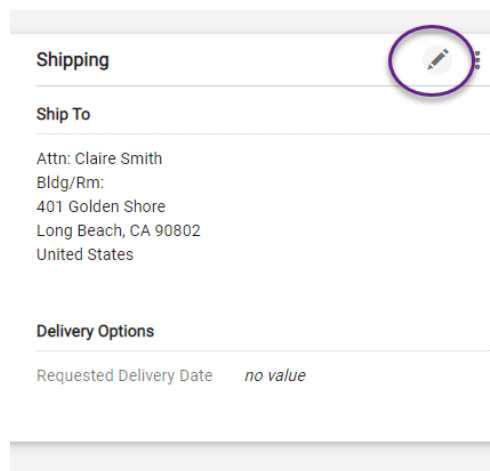 Shipping
Ship To
Attn: Claire Smith
Bldg/Rm:
401 Golden Shore
Long Beach, CA 90802
United States
Delivery Options
Requested Delivery Date no value